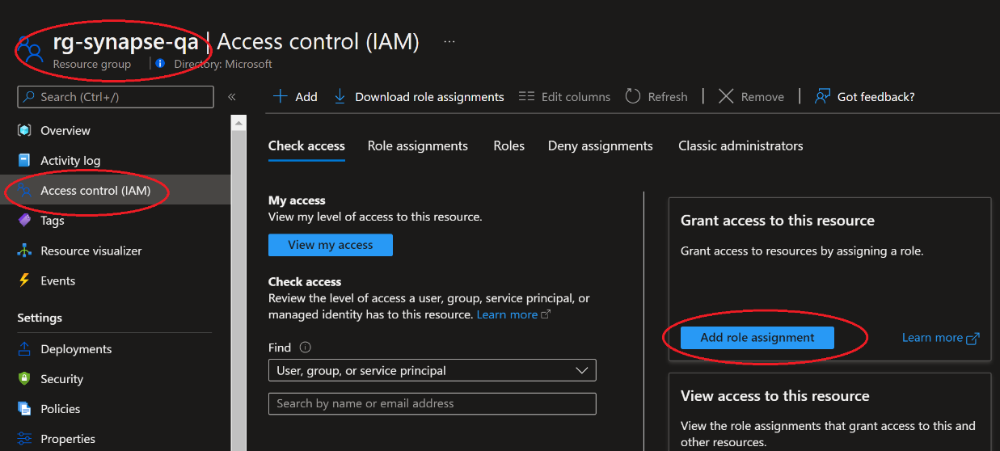 rg-synapse-qa | Access control (IAM) ...
Resource group
Directory: Microsoft
Search (Ctrl+/)
«
Add
Download role assignments
Edit columns
Refresh
Remove
Got feedback?
Overview
Activity log
Access control (IAM)
Tags
Resource visualizer
Events
Settings
Deployments
Security
Policies
Properties
Check access
Role assignments
Roles
Deny assignments
Classic administrators
My access
View my level of access to this resource.
View my access
Check access
Review the level of access a user, group, service principal, or
managed identity has to this resource. Learn more
Find
User, group, or service principal
Search by name or email address
Grant access to this resource
Grant access to resources by assigning a role.
Add role assignment
Learn more
View access to this resource
View the role assignments that grant access to this and
other resources.